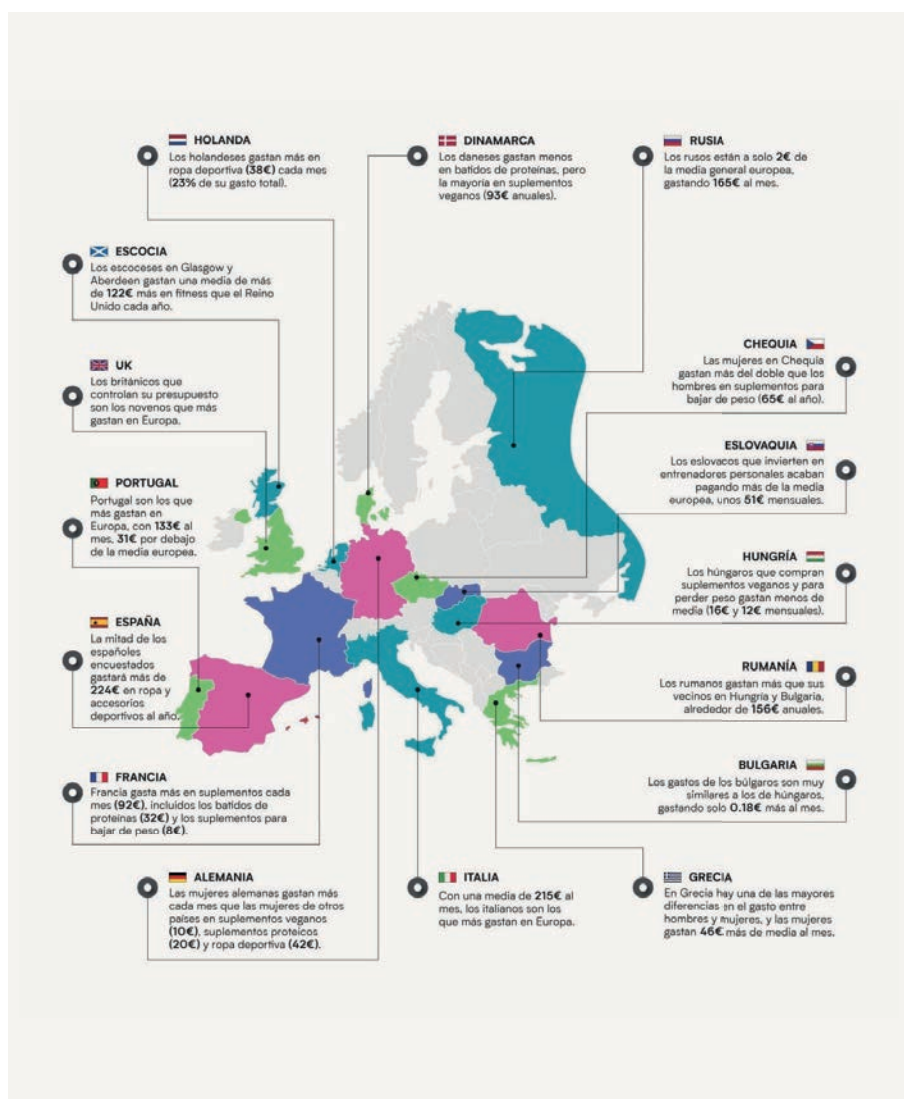 HOLANDA
Los holandeses gastan más en
ropa deportiva (38€) cada mes
(23% de su gasto total).
DINAMARCA
Los daneses gastan menos
en batidos de proteínas, pero
la mayoría en suplementos
veganos (93€ anuales).
RUSIA
Los rusos están a solo 2€ de
la media general europea,
gastando 165€ al mes.
ESCOCIA
Los escoceses en Glasgow y
Aberdeen gastan una media de más
de 122€ más en fitness que el Reino
Unido cada año.
UK
Los británicos que
controlan su presupuesto
son los novenos que más
gastan en Europa.
CHEQUIA
Las mujeres en Chequia
gastan más del doble que los
hombres en suplementos para
bajar de peso (65€ al año).
ESLOVAQUIA
Los eslovacos que invierten en
entrenadores personales acaban
pagando más de la media
europea, unos 51€ mensuales.
PORTUGAL
Portugal son los que
más gastan en
Europa, con 133€ al
mes, 31€ por debajo
de la media europea.
HUNGRÍA
Los húngaros que compran
suplementos veganos y para
perder peso gastan menos de
media (16€ y 12€ mensuales).
ESPAÑA
La mitad de los
españoles
encuestados
gastará más de
224€ en ropa y
accesorios
deportivos al año.
RUMANÍA
Los rumanos gastan más que sus
vecinos en Hungría y Bulgaria,
alrededor de 156€ anuales.
BULGARIA
Los gastos de los búlgaros son muy
similares a los de húngaros,
gastando solo 0.18€ más al mes.
FRANCIA
Francia gasta más en suplementos cada
mes (92€), incluidos los batidos de
proteínas (32€) y los suplementos para
bajar de peso (8€).
ALEMANIA
Las mujeres alemanas gastan más
cada mes que las mujeres de otros
países en suplementos veganos
(10€), suplementos proteicos
(20€) y ropa deportiva (42€).
ITALIA
Con una media de 215€ al
mes, los italianos son los
que más gastan en Europa.
GRECIA
En Grecia hay una de las mayores
diferencias en el gasto entre
hombres y mujeres, y las mujeres
gastan 46€ más de media al mes.